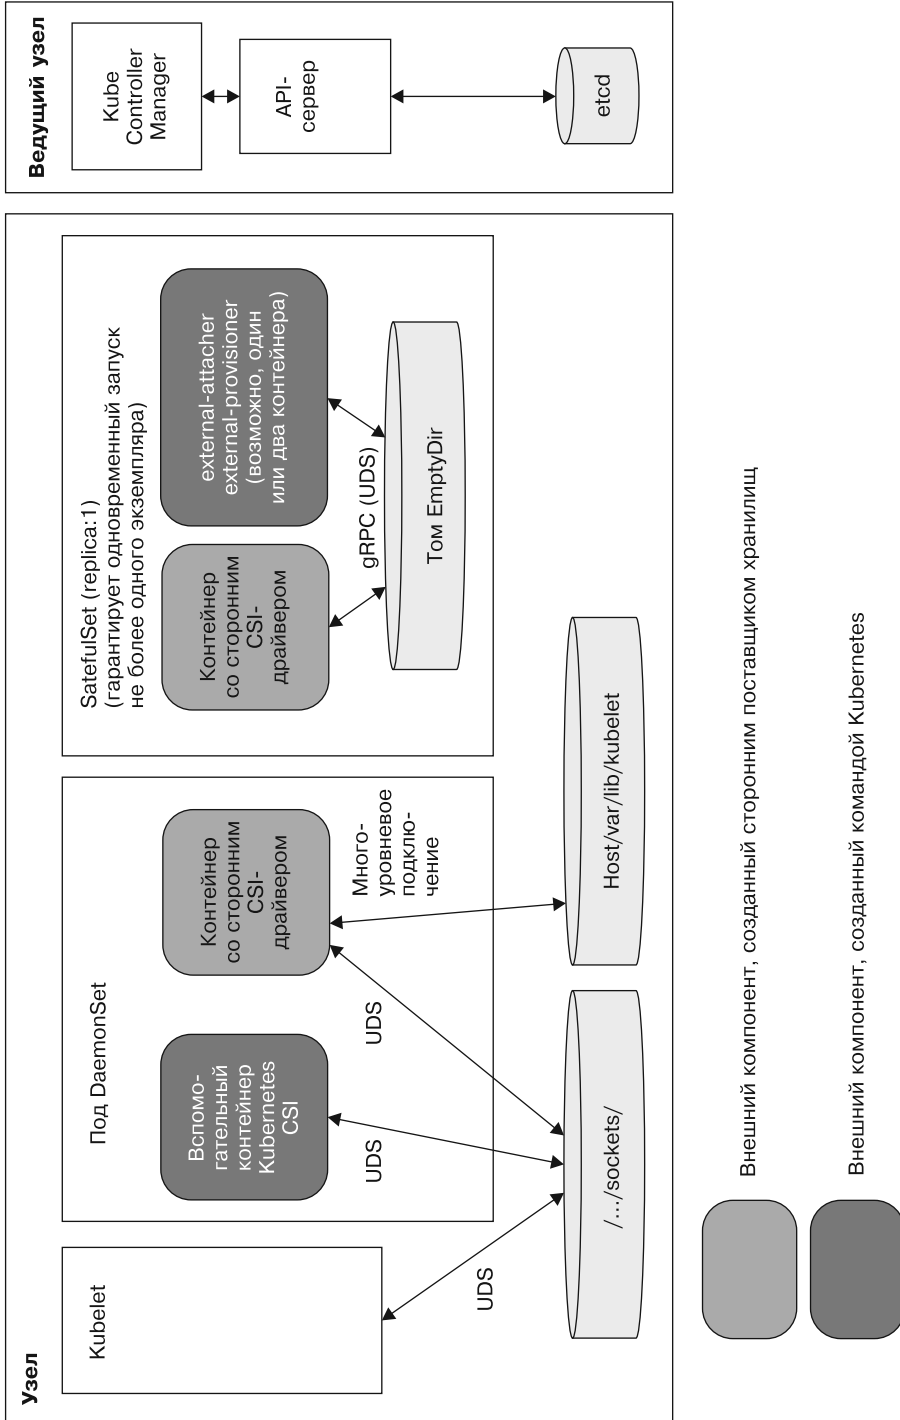 Узел
Kubelet
UDS
Под DaemonSet
Вспомо-
гательный
контейнер
Kubernetes
CSI
UDS
Контейнер
со сторонним
CSI-
драйвером
UDS
Много-
уровневое
подклю-
чение
/.../sockets/
Host/var/lib/kubelet
SatefulSet (replica:1)
(гарантирует одновременный запуск
не более одного экземпляра)
Контейнер
со сторонним
CSI-
драйвером
external-attacher
external-provisioner
(возможно, один
или два контейнера)
gRPC (UDS)
Том EmptyDir
Ведущий узел
Kube
Controller
Manager
API-
сервер
etcd
Внешний компонент, созданный сторонним поставщиком хранилищ
Внешний компонент, созданный командой Kubernetes